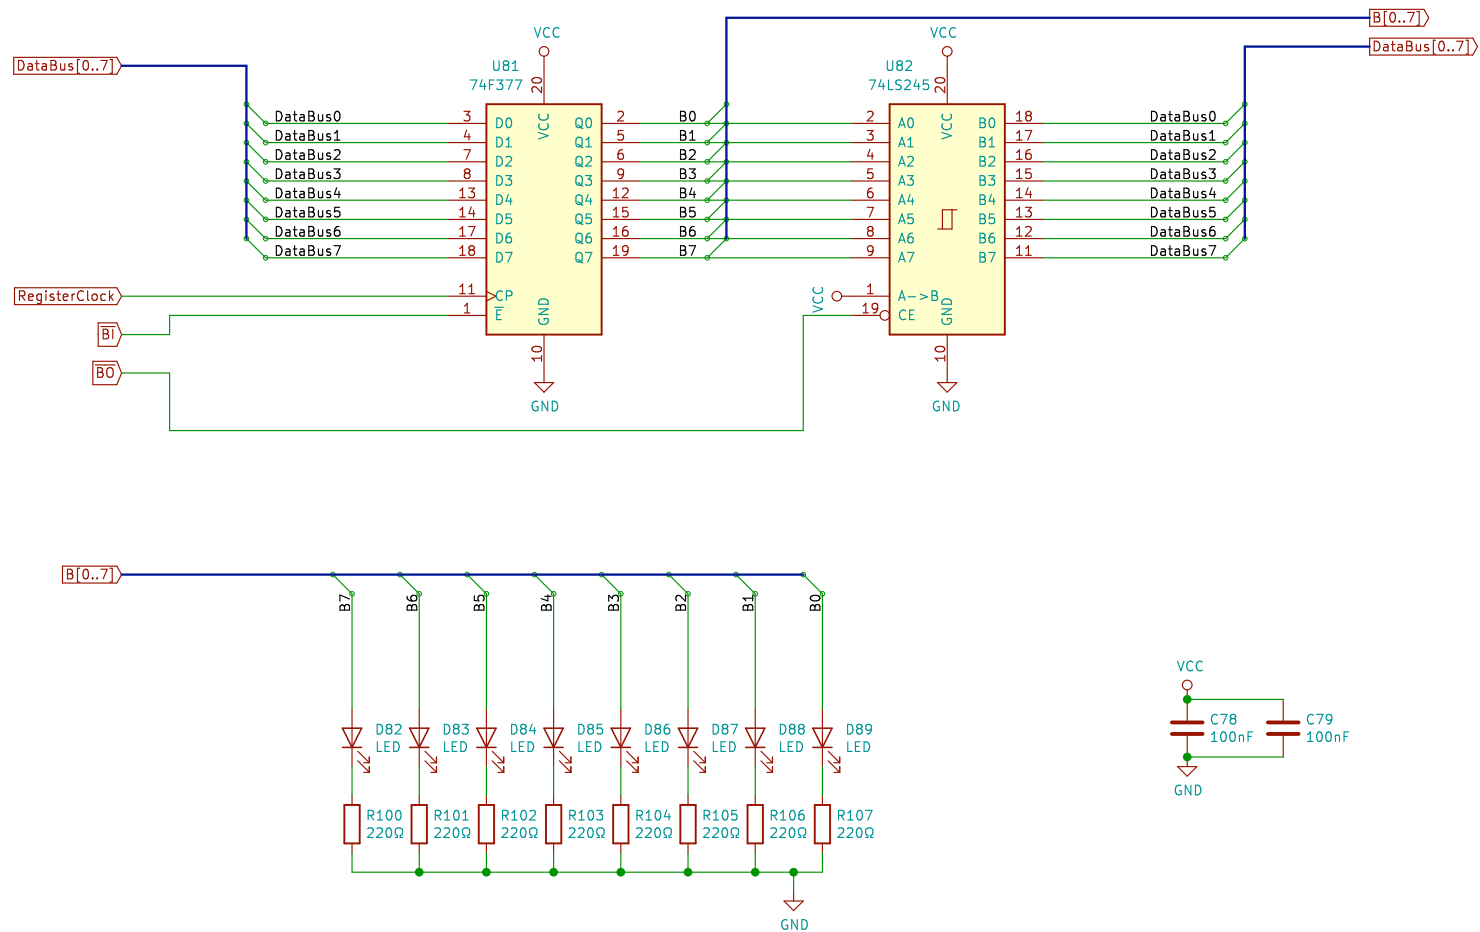 B[0..7]
VCC
VCC
DataBus[0..7]
DataBus[0..7]
U81
74F377
U82
74LS245
20
20
VCC
VCC
DataBus0 3 D0 Q0 2 B0 2 A0 B0 18 DataBus0
DataBus1 4 D1 Q1 5 B1 3 A1 B1 17 DataBus1
DataBus2 7 D2 Q2 6 B2 4 A2 B2 16 DataBus2
DataBus3 8 D3 Q3 9 B3 5 A3 B3 15 DataBus3
DataBus4 13 D4 Q4 12 B4 6 A4 B4 14 DataBus4
DataBus5 14 D5 Q5 15 B5 7 A5 B5 13 DataBus5
DataBus6 17 D6 Q6 16 B6 8 A6 B6 12 DataBus6
DataBus7 18 D7 Q7 19 B7 9 A7 B7 11 DataBus7
RegisterClock 11 CP VCC 1 A->B
1 E̅ GND 19 CE GND
B̅I̅
10
10
B̅O̅
GND
GND
B[0..7]
B7 B6 B5 B4 B3 B2 B1 B0
VCC
D82 D83 D84 D85 D86 D87 D88 D89
LED LED LED LED LED LED LED LED
C78 C79
100nF 100nF
GND
R100 R101 R102 R103 R104 R105 R106 R107
220Ω 220Ω 220Ω 220Ω 220Ω 220Ω 220Ω 220Ω
GND